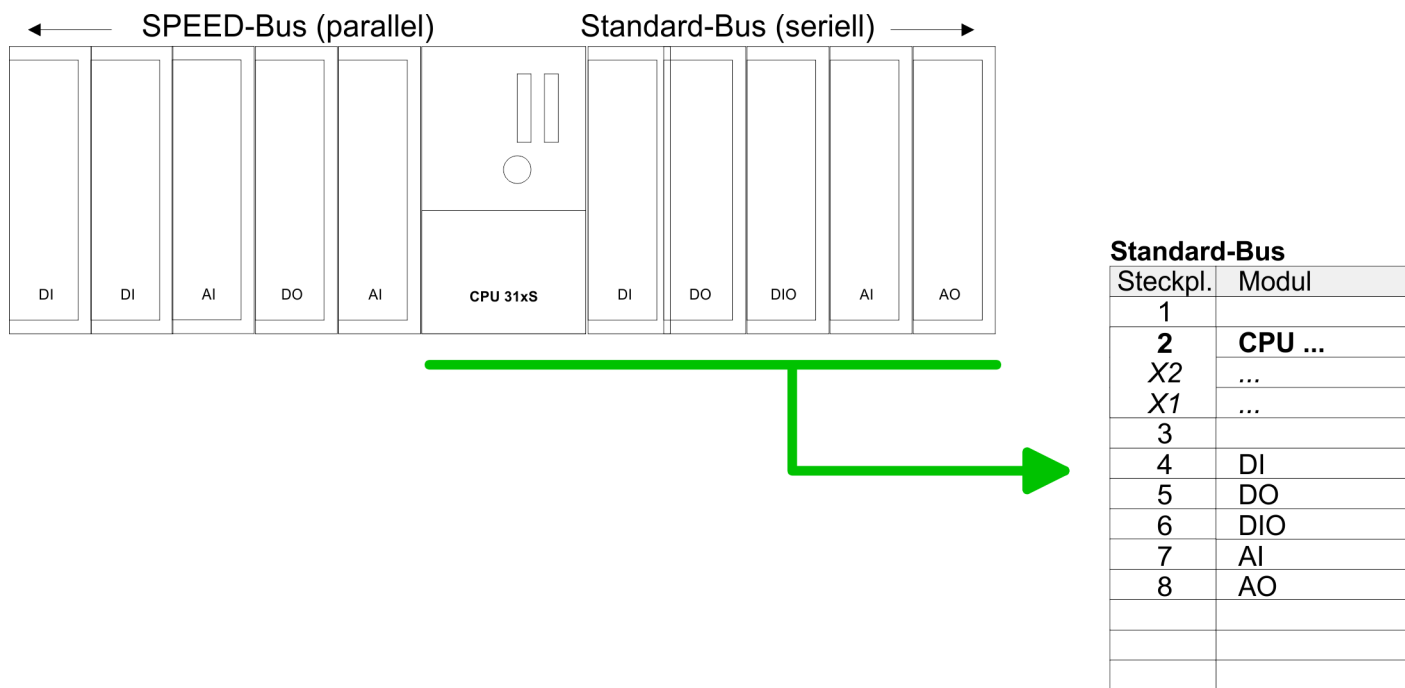 SPEED-Bus (parallel)
Standard-Bus (seriell)
DI
DI
AI
DO
AI
CPU 31xS
DI
DO
DIO
AI
AO
Standard-Bus
Steckpl. Modul
1
2 CPU ...
X2 ...
X1 ...
3
4 DI
5 DO
6 DIO
7 AI
8 AO